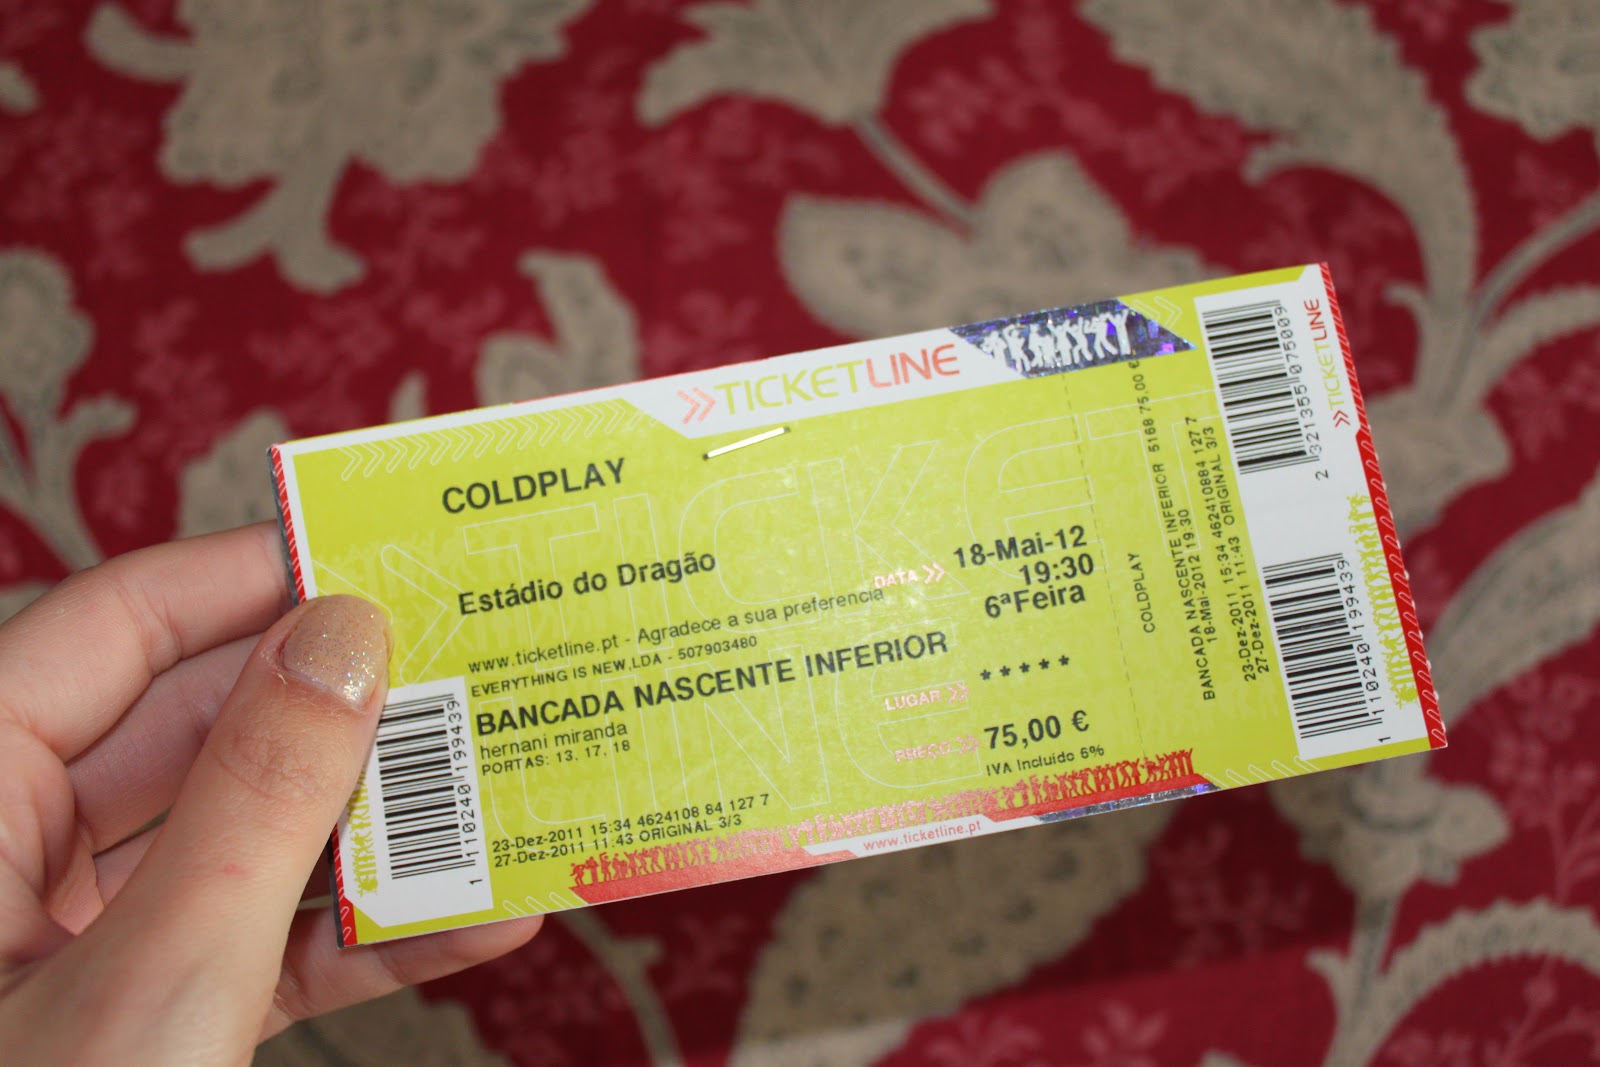 TICKETLINE
COLDPLAY
Estádio do Dragão
DATA
18-Mai-12
19:30
6ªFeira
www.ticketline.pt - Agradece a sua preferencia
EVERYTHING IS NEW,LDA - 507903480
BANCADA NASCENTE INFERIOR
LUGAR
*****
hernani miranda
PORTAS: 13, 17, 18
PREÇO
75,00 €
IVA Incluído 6%
23-Dez-2011 15:34 4624108 84 127 7
27-Dez-2011 11:43 ORIGINAL 3/3
www.ticketline.pt
1 110240 199439
TICKET
LINE
COLDPLAY
5168 75,00 €
BANCADA NASCENTE INFERIOR
18-Mai-2012 19:30
23-Dez-2011 15:34 462410884 127 7
27-Dez-2011 11:43 ORIGINAL 3/3
2 321355 075009
1 110240 199439
TICKETLINE